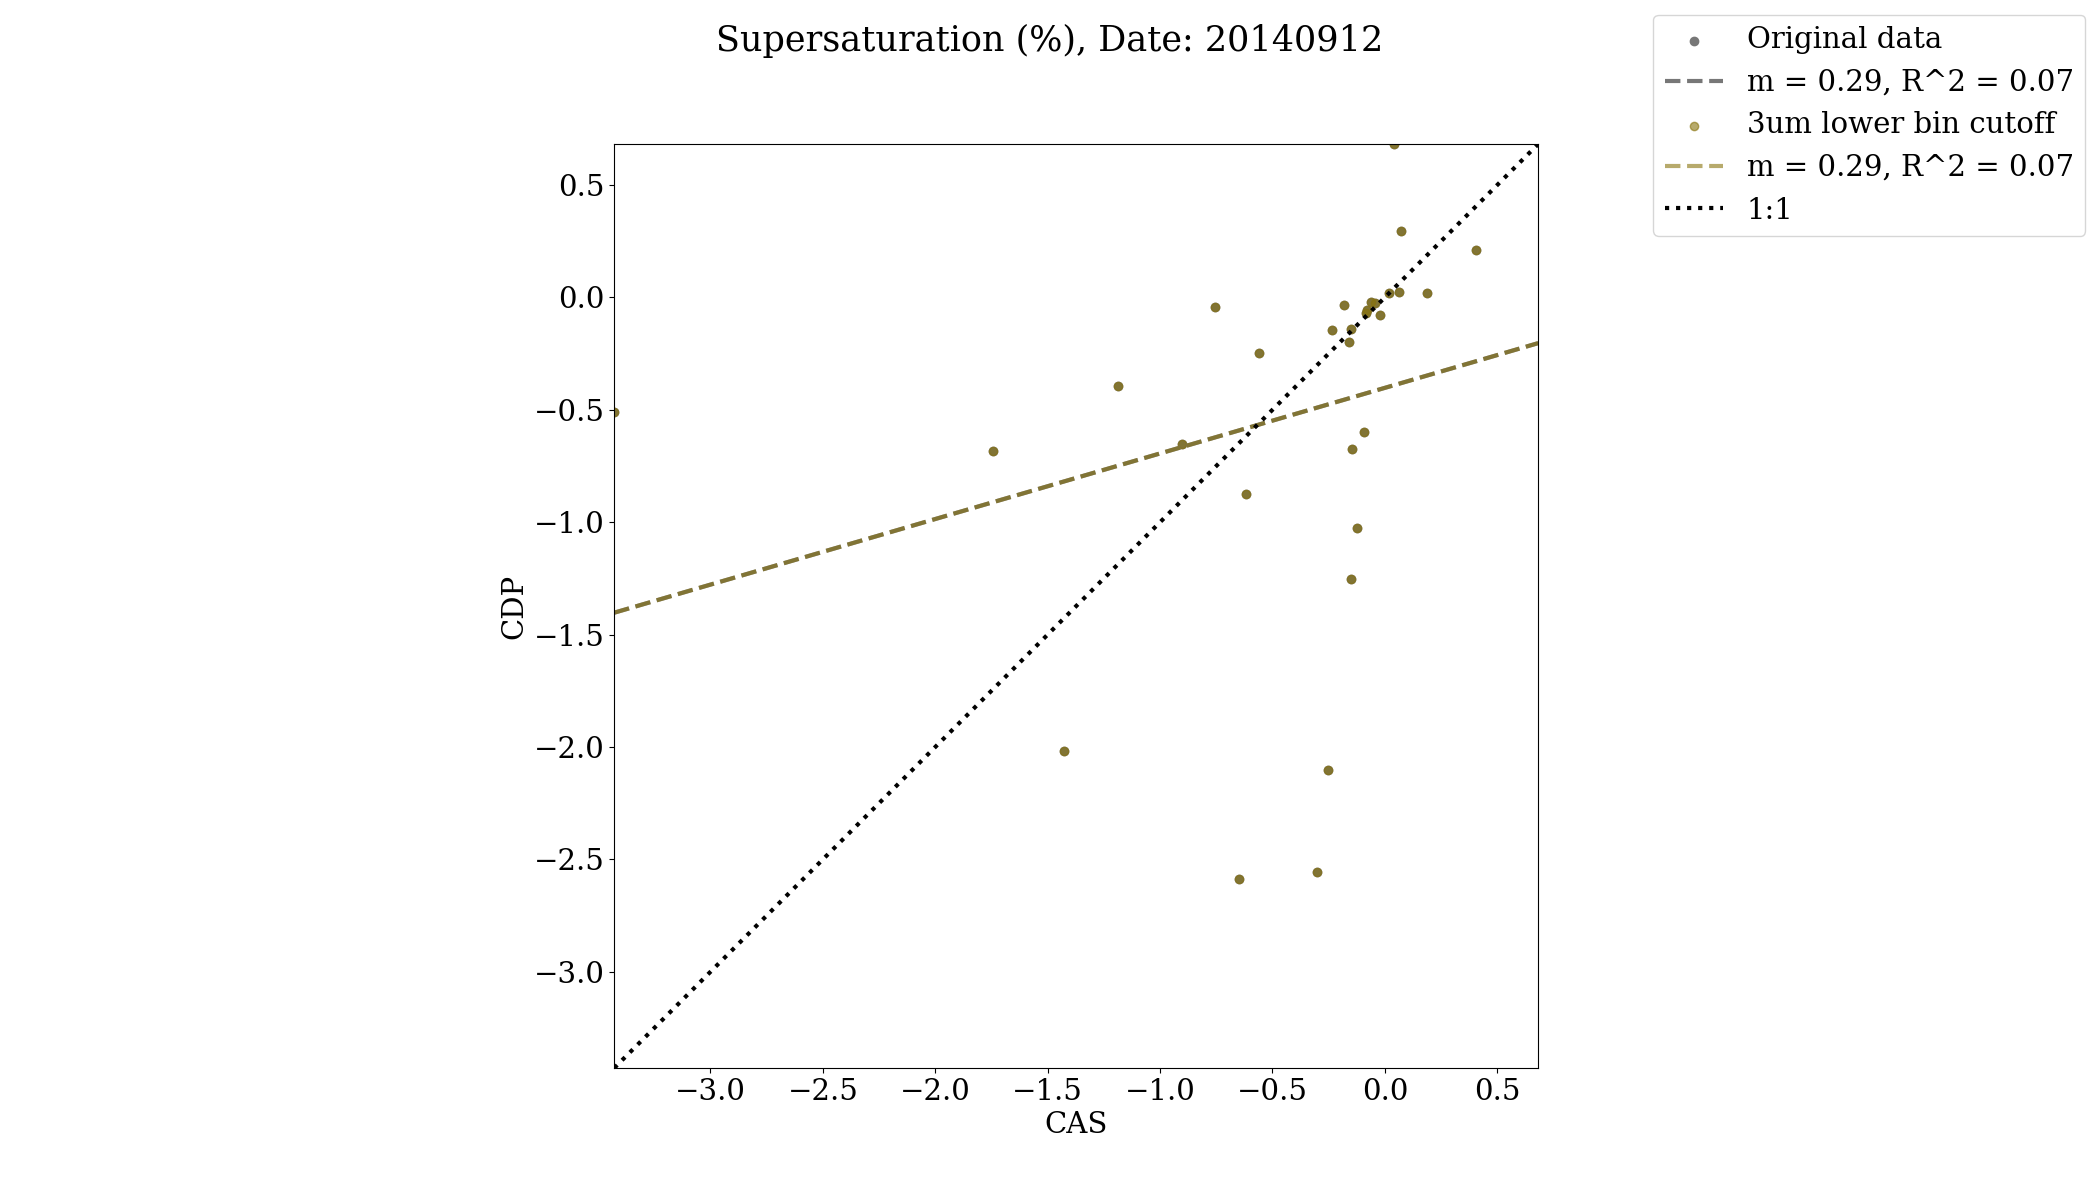 Supersaturation (%), Date: 20140912
Original data
m = 0.29, R^2 = 0.07
3um lower bin cutoff
m = 0.29, R^2 = 0.07
1:1
0.5
0.0
−0.5
−1.0
−1.5
−2.0
−2.5
−3.0
CDP
−3.0 −2.5 −2.0 −1.5 −1.0 −0.5 0.0 0.5
CAS